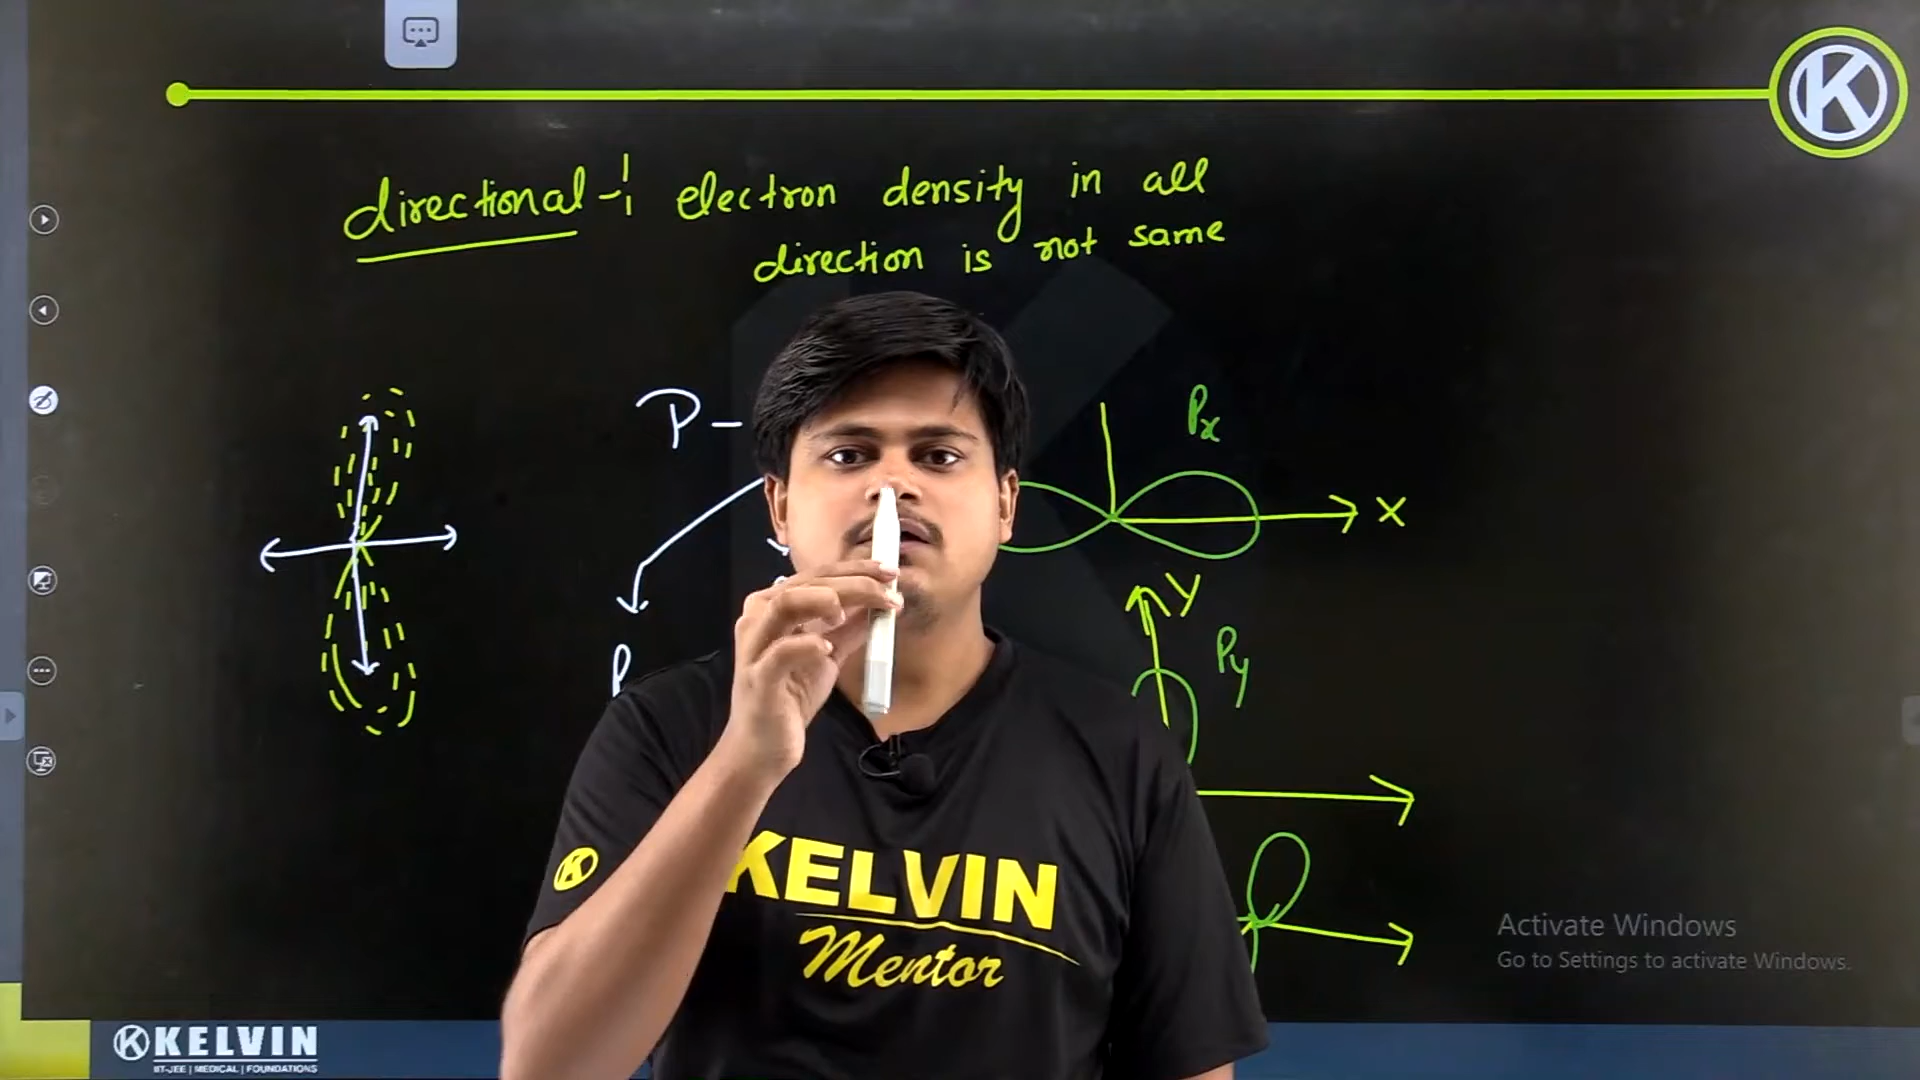 directional -: electron density in all
direction is not same
P -
Px
X
Y
Py
P
KELVIN
Mentor
Activate Windows
Go to Settings to activate Windows.
KELVIN
IIT-JEE | MEDICAL | FOUNDATIONS